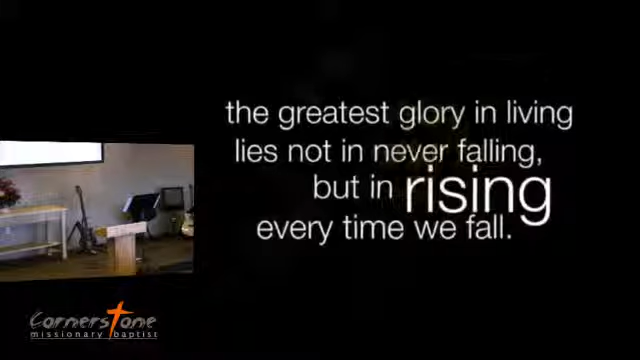 the greatest glory in living
lies not in never falling,
but in rising
every time we fall.
Cornerstone
missionary baptist